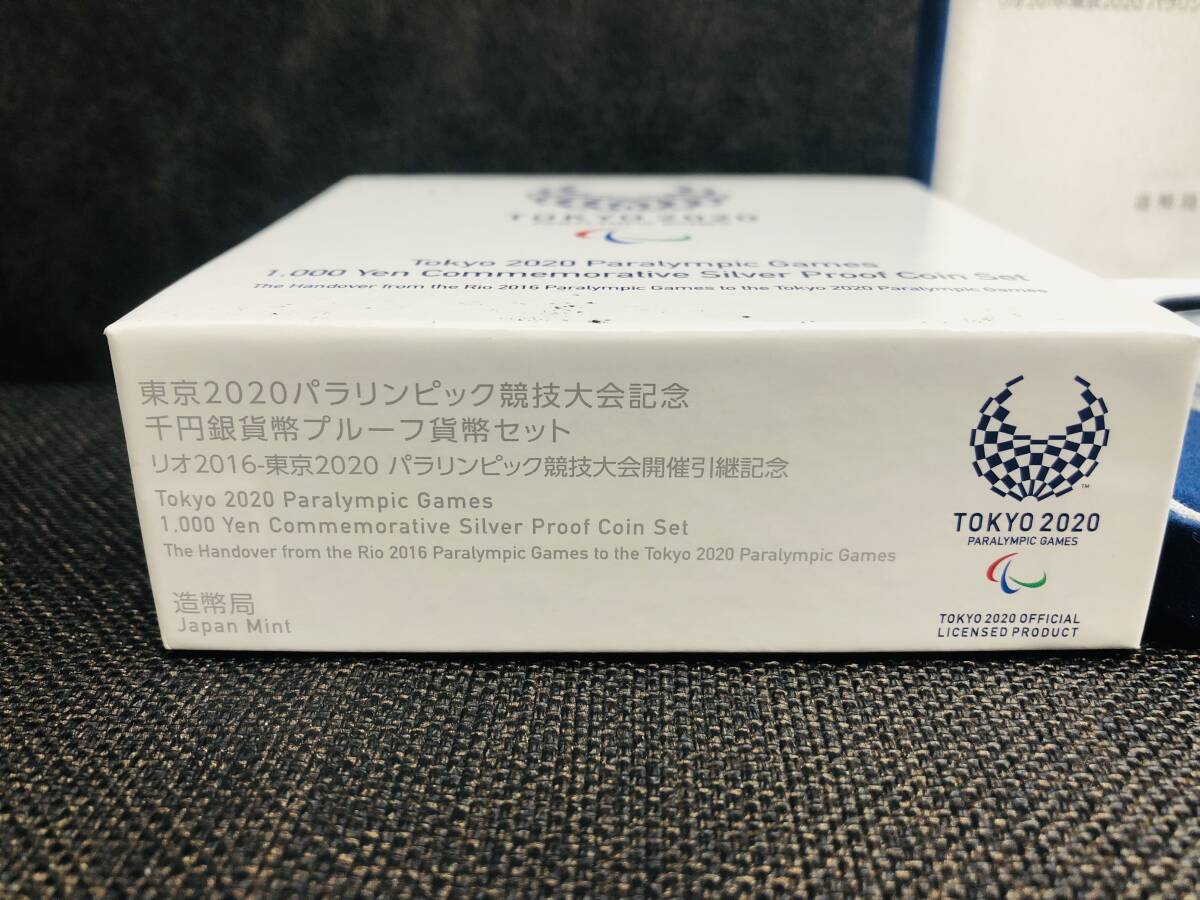 TOKYO 2020
Tokyo 2020 Paralympic Games
1,000 Yen Commemorative Silver Proof Coin Set
The Handover from the Rio 2016 Paralympic Games to the Tokyo 2020 Paralympic Games
東京2020パラリンピック競技大会記念
千円銀貨幣プルーフ貨幣セット
リオ2016-東京2020 パラリンピック競技大会開催引継記念
Tokyo 2020 Paralympic Games
1,000 Yen Commemorative Silver Proof Coin Set
The Handover from the Rio 2016 Paralympic Games to the Tokyo 2020 Paralympic Games
造幣局
Japan Mint
TM
TOKYO 2020
PARALYMPIC GAMES
TOKYO 2020 OFFICIAL
LICENSED PRODUCT
造幣局